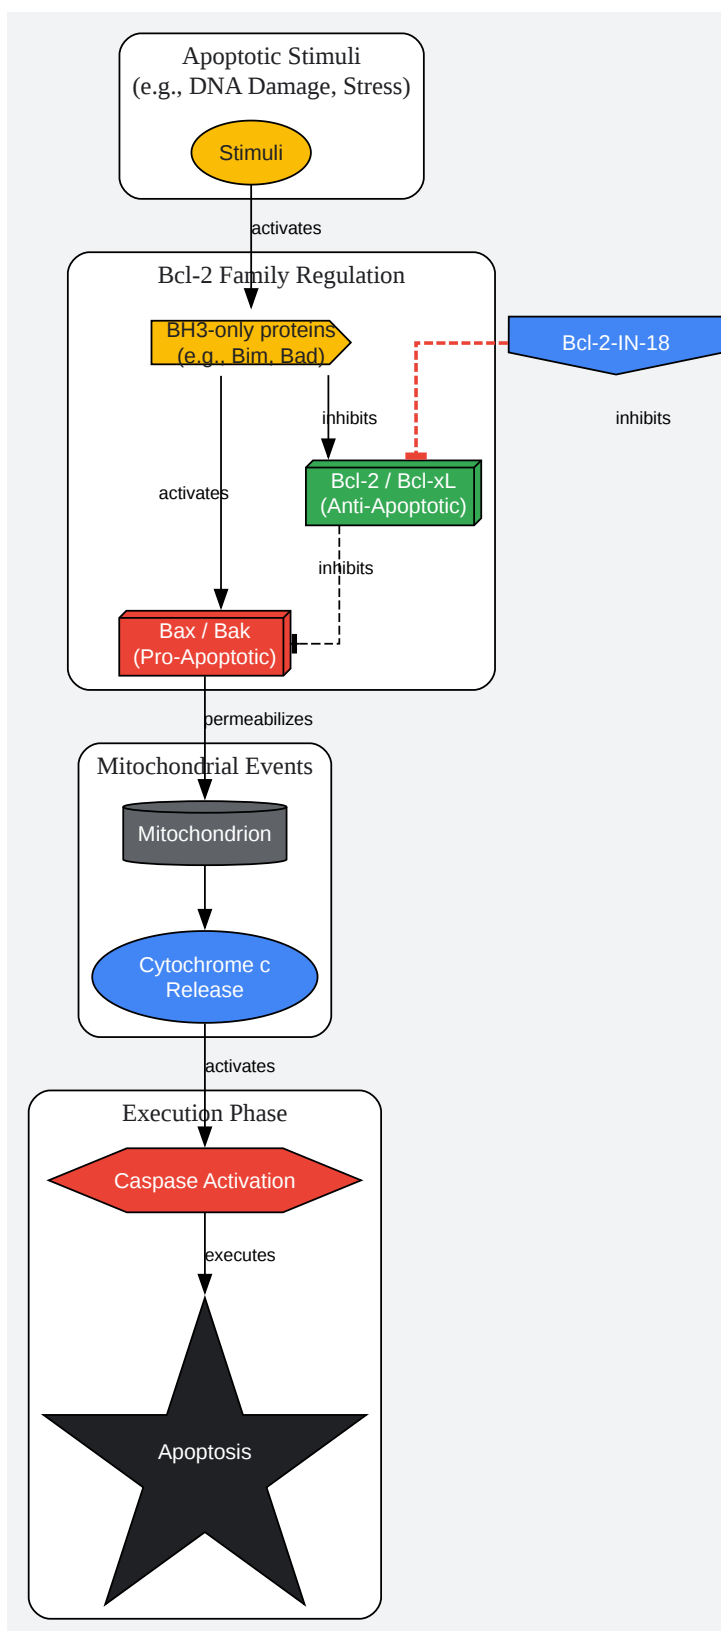 Apoptotic Stimuli
(e.g., DNA Damage, Stress)
Stimuli
activates
Bcl-2 Family Regulation
BH3-only proteins
(e.g., Bim, Bad)
Bcl-2-IN-18
inhibits
inhibits
Bcl-2 / Bcl-xL
(Anti-Apoptotic)
activates
inhibits
Bax / Bak
(Pro-Apoptotic)
permeabilizes
Mitochondrial Events
Mitochondrion
Cytochrome c
Release
activates
Execution Phase
Caspase Activation
executes
Apoptosis